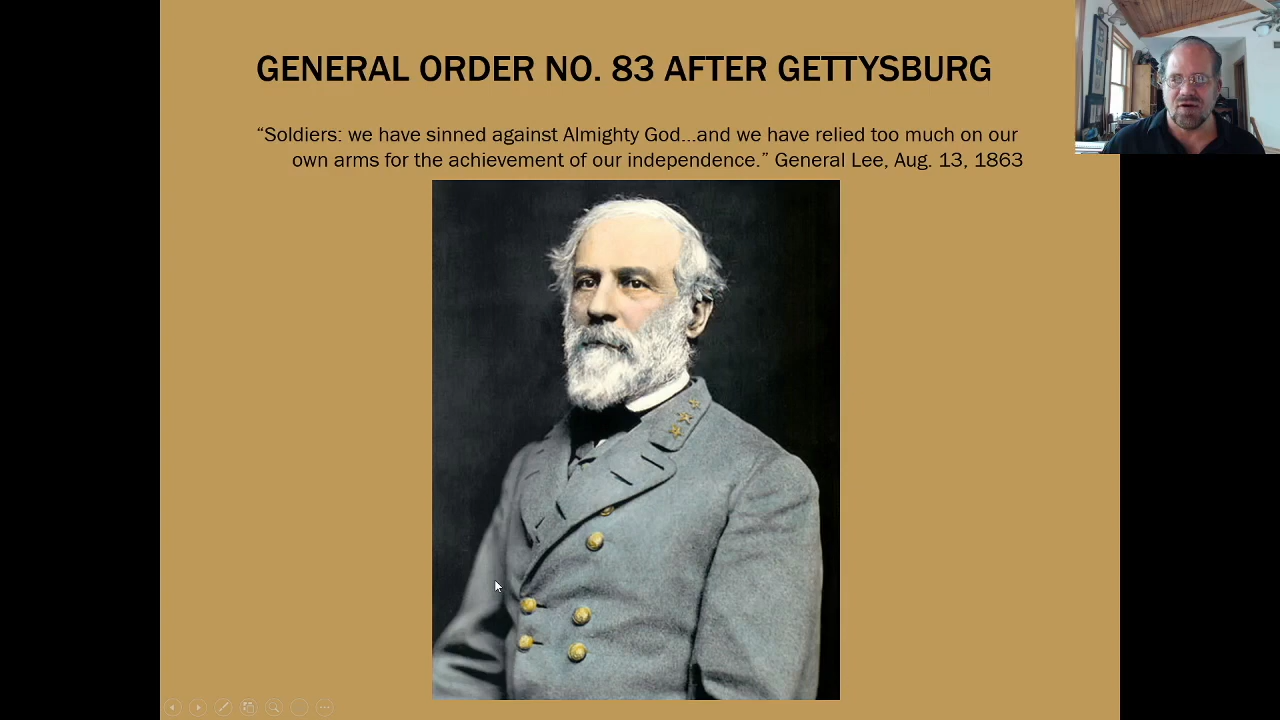 GENERAL ORDER NO. 83 AFTER GETTYSBURG
“Soldiers: we have sinned against Almighty God...and we have relied too much on our
own arms for the achievement of our independence.” General Lee, Aug. 13, 1863